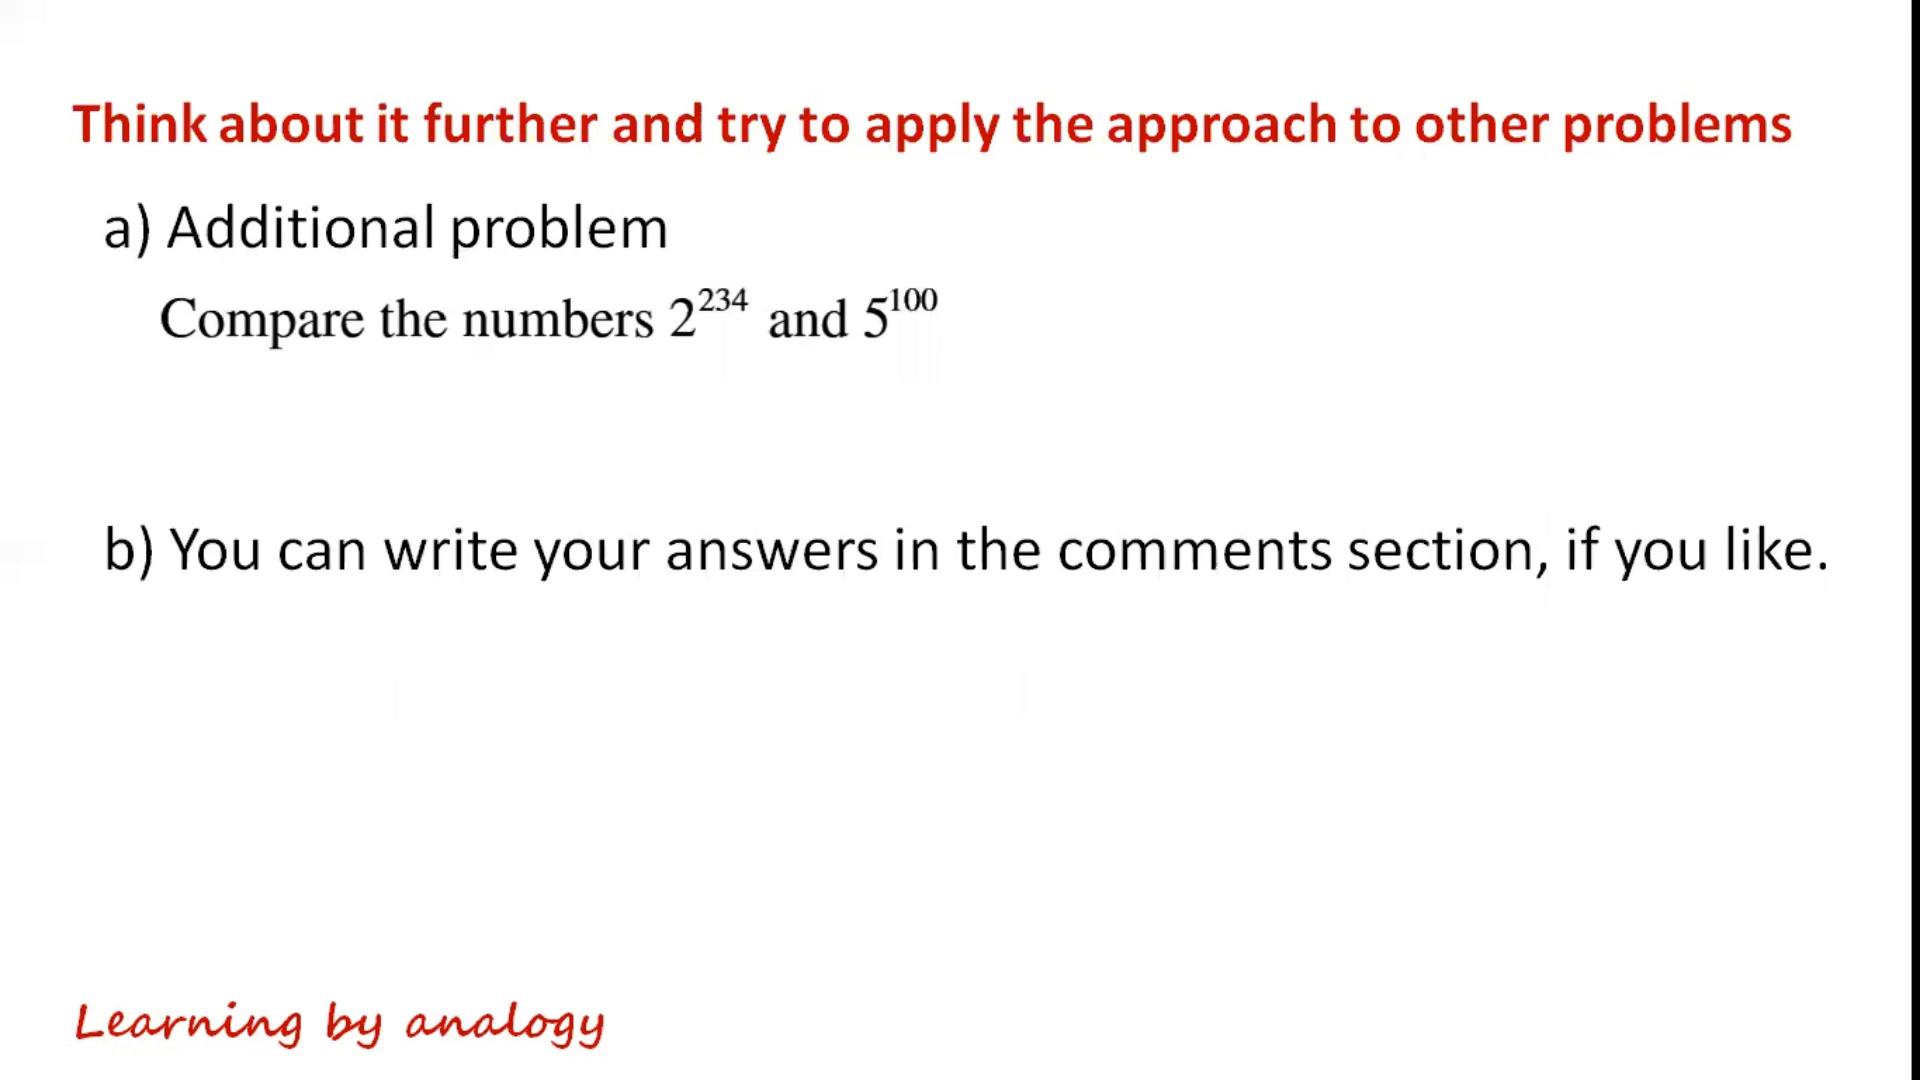 Think about it further and try to apply the approach to other problems
a) Additional problem
Compare the numbers 2^234 and 5^100
b) You can write your answers in the comments section, if you like.
Learning by analogy